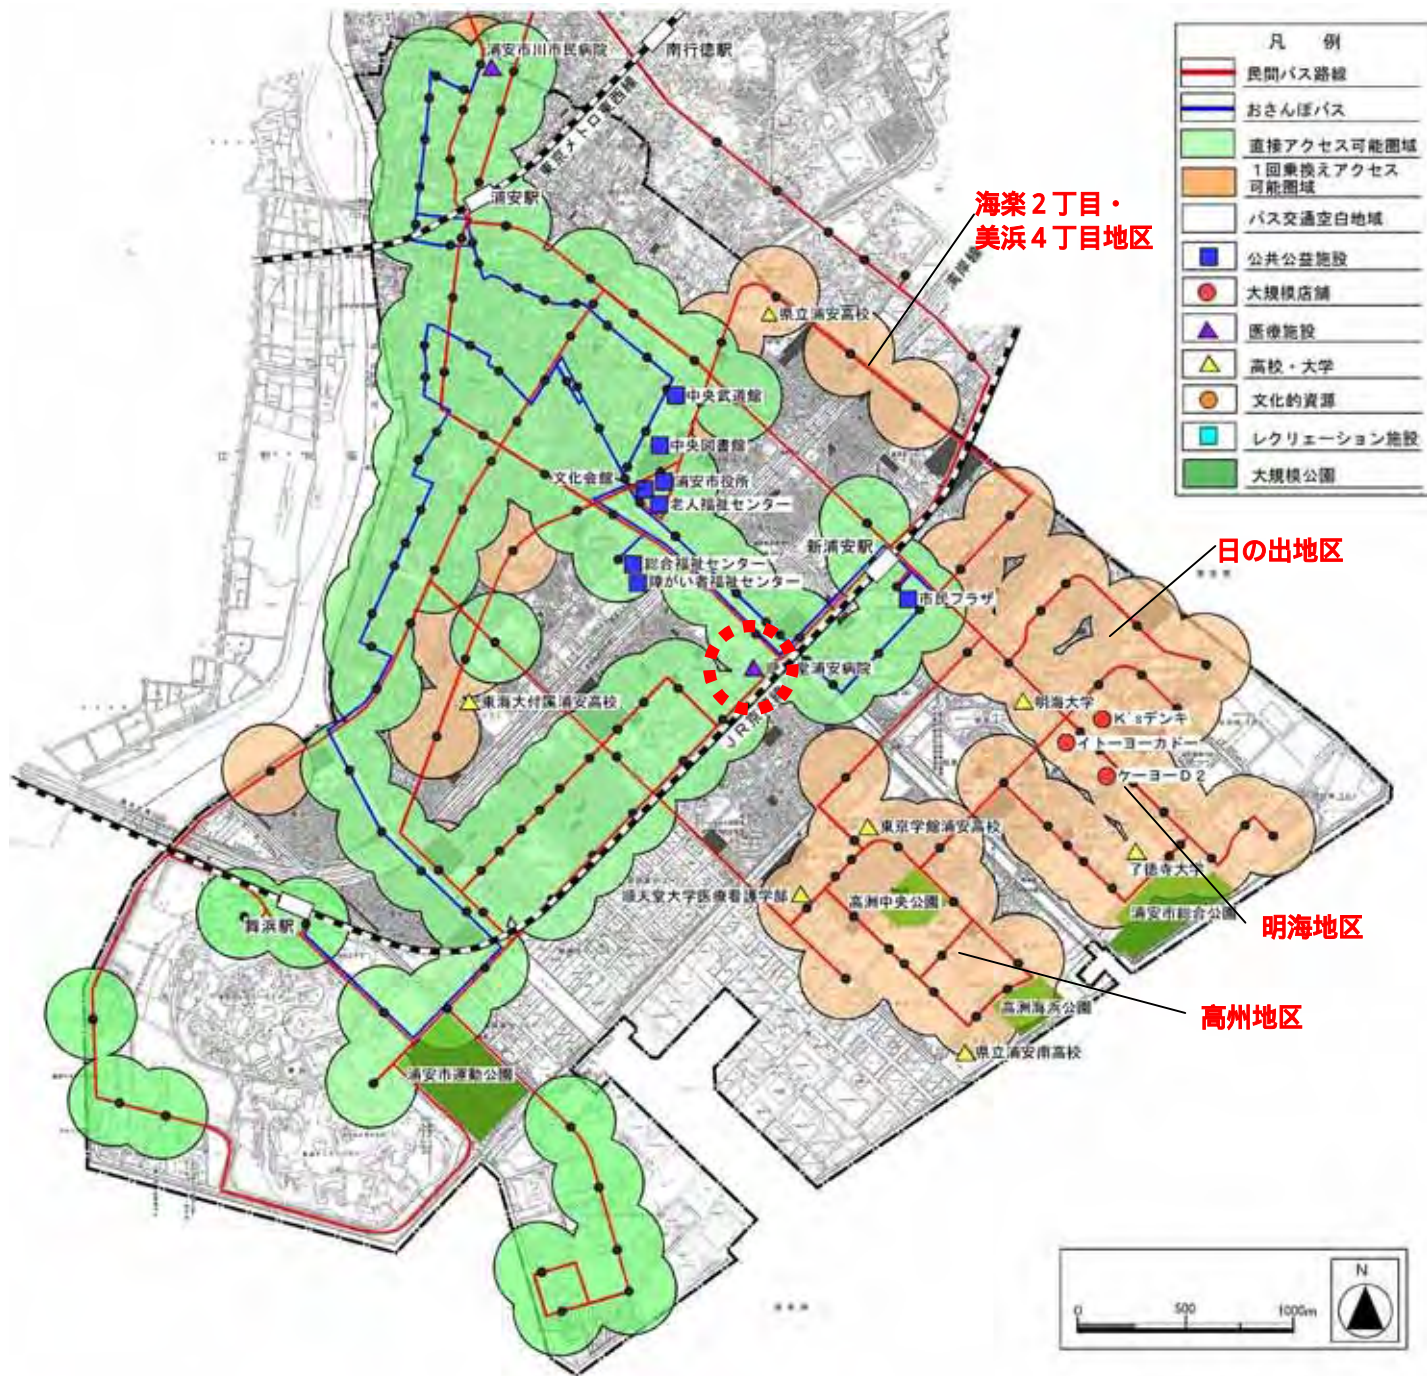 浦安市川市民病院
南行徳駅
東京メトロ東西線
浦安駅
海楽２丁目・
美浜４丁目地区
湾岸線
県立浦安高校
中央武道館
中央図書館
文化会館
浦安市役所
老人福祉センター
総合福祉センター
障がい者福祉センター
新浦安駅
市民プラザ
日の出地区
浦安病院
東海大付属浦安高校
明海大学
K'sデンキ
イトーヨーカドー
ケーヨーD２
東京学館浦安高校
了徳寺大学
順天堂大学医療看護学部
高洲中央公園
浦安市総合公園
明海地区
舞浜駅
高洲海浜公園
高州地区
県立浦安南高校
浦安市運動公園
凡 例
民間バス路線
おさんぽバス
直接アクセス可能圏域
１回乗換えアクセス
可能圏域
バス交通空白地域
公共公益施設
大規模店舗
医療施設
高校・大学
文化的資源
レクリェーション施設
大規模公園
0 500 1000m
N